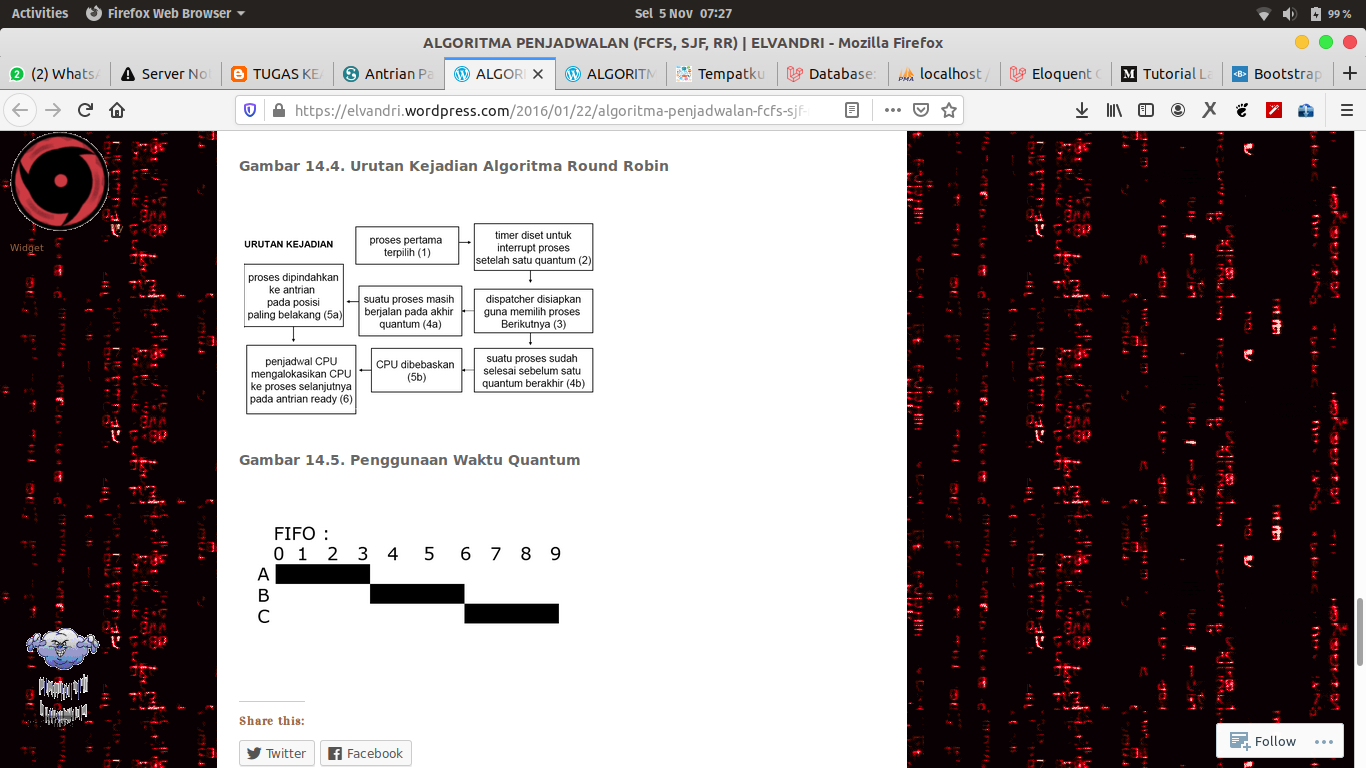 Activities
Firefox Web Browser
Sel 5 Nov 07:27
99 %
ALGORITMA PENJADWALAN (FCFS, SJF, RR) | ELVANDRI - Mozilla Firefox
(2) Whats
Server No
TUGAS KE
Antrian Pa
ALGOR
ALGORITM
Tempatku
Database:
localhost /
Eloquent
Tutorial La
Bootstrap
https://elvandri.wordpress.com/2016/01/22/algoritma-penjadwalan-fcfs-sjf-
Widget
Gambar 14.4. Urutan Kejadian Algoritma Round Robin
URUTAN KEJADIAN
proses pertama
terpilih (1)
timer diset untuk
interrupt proses
setelah satu quantum (2)
proses dipindahkan
ke antrian
pada posisi
paling belakang (5a)
suatu proses masih
berjalan pada akhir
quantum (4a)
dispatcher disiapkan
guna memilih proses
Berikutnya (3)
penjadwal CPU
mengalokasikan CPU
ke proses selanjutnya
pada antrian ready (6)
CPU dibebaskan
(5b)
suatu proses sudah
selesai sebelum satu
quantum berakhir (4b)
Gambar 14.5. Penggunaan Waktu Quantum
FIFO :
0 1 2 3 4 5 6 7 8 9
A
B
C
Share this:
Twitter
Facebook
Follow